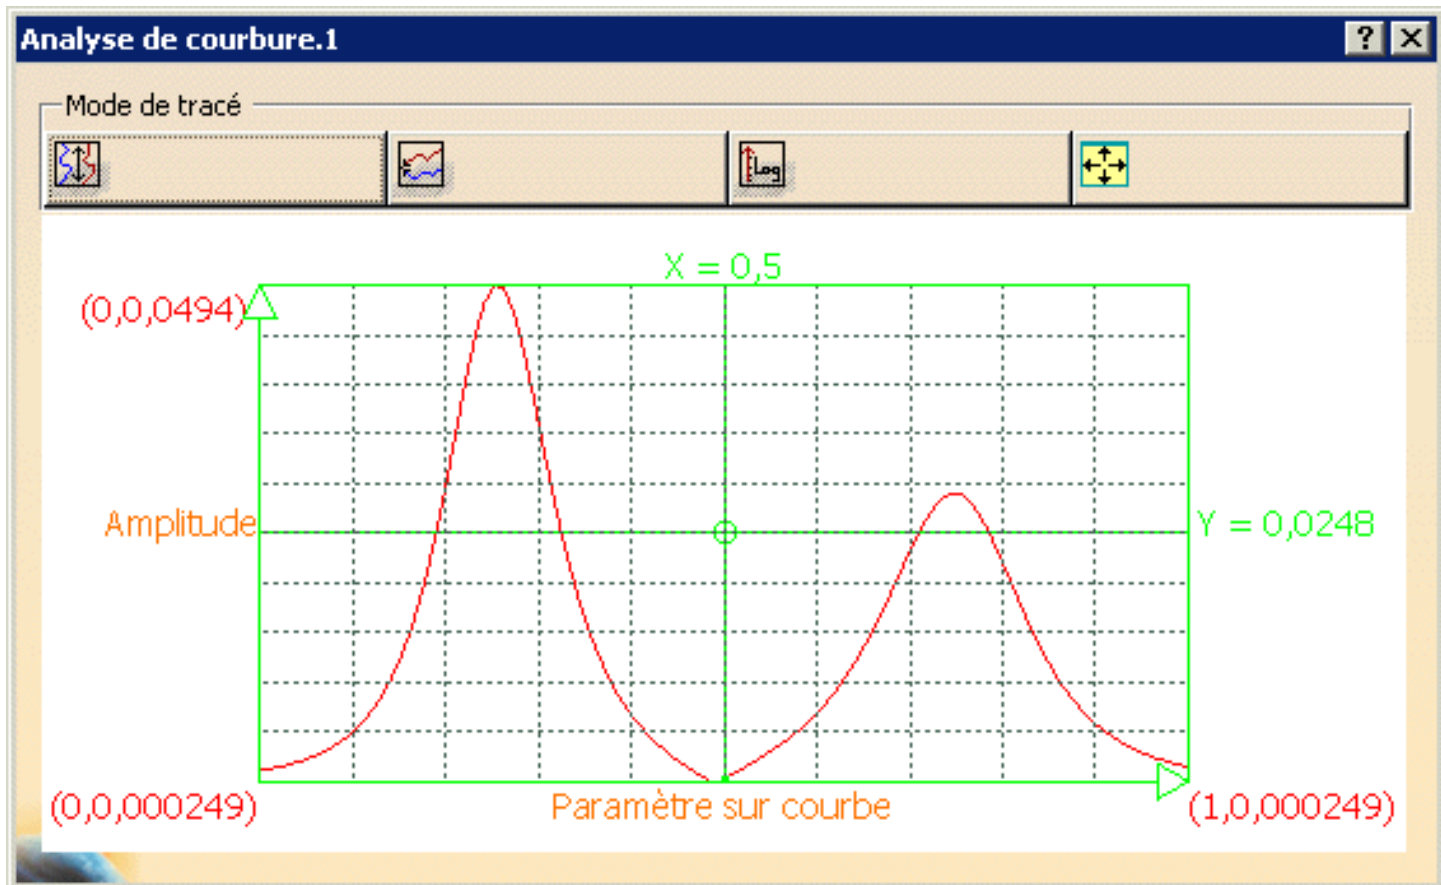 Analyse de courbure.1
Mode de tracé
Log
X = 0,5
(0,0,0494)
Amplitude
Y = 0,0248
(0,0,000249)
Paramètre sur courbe
(1,0,000249)